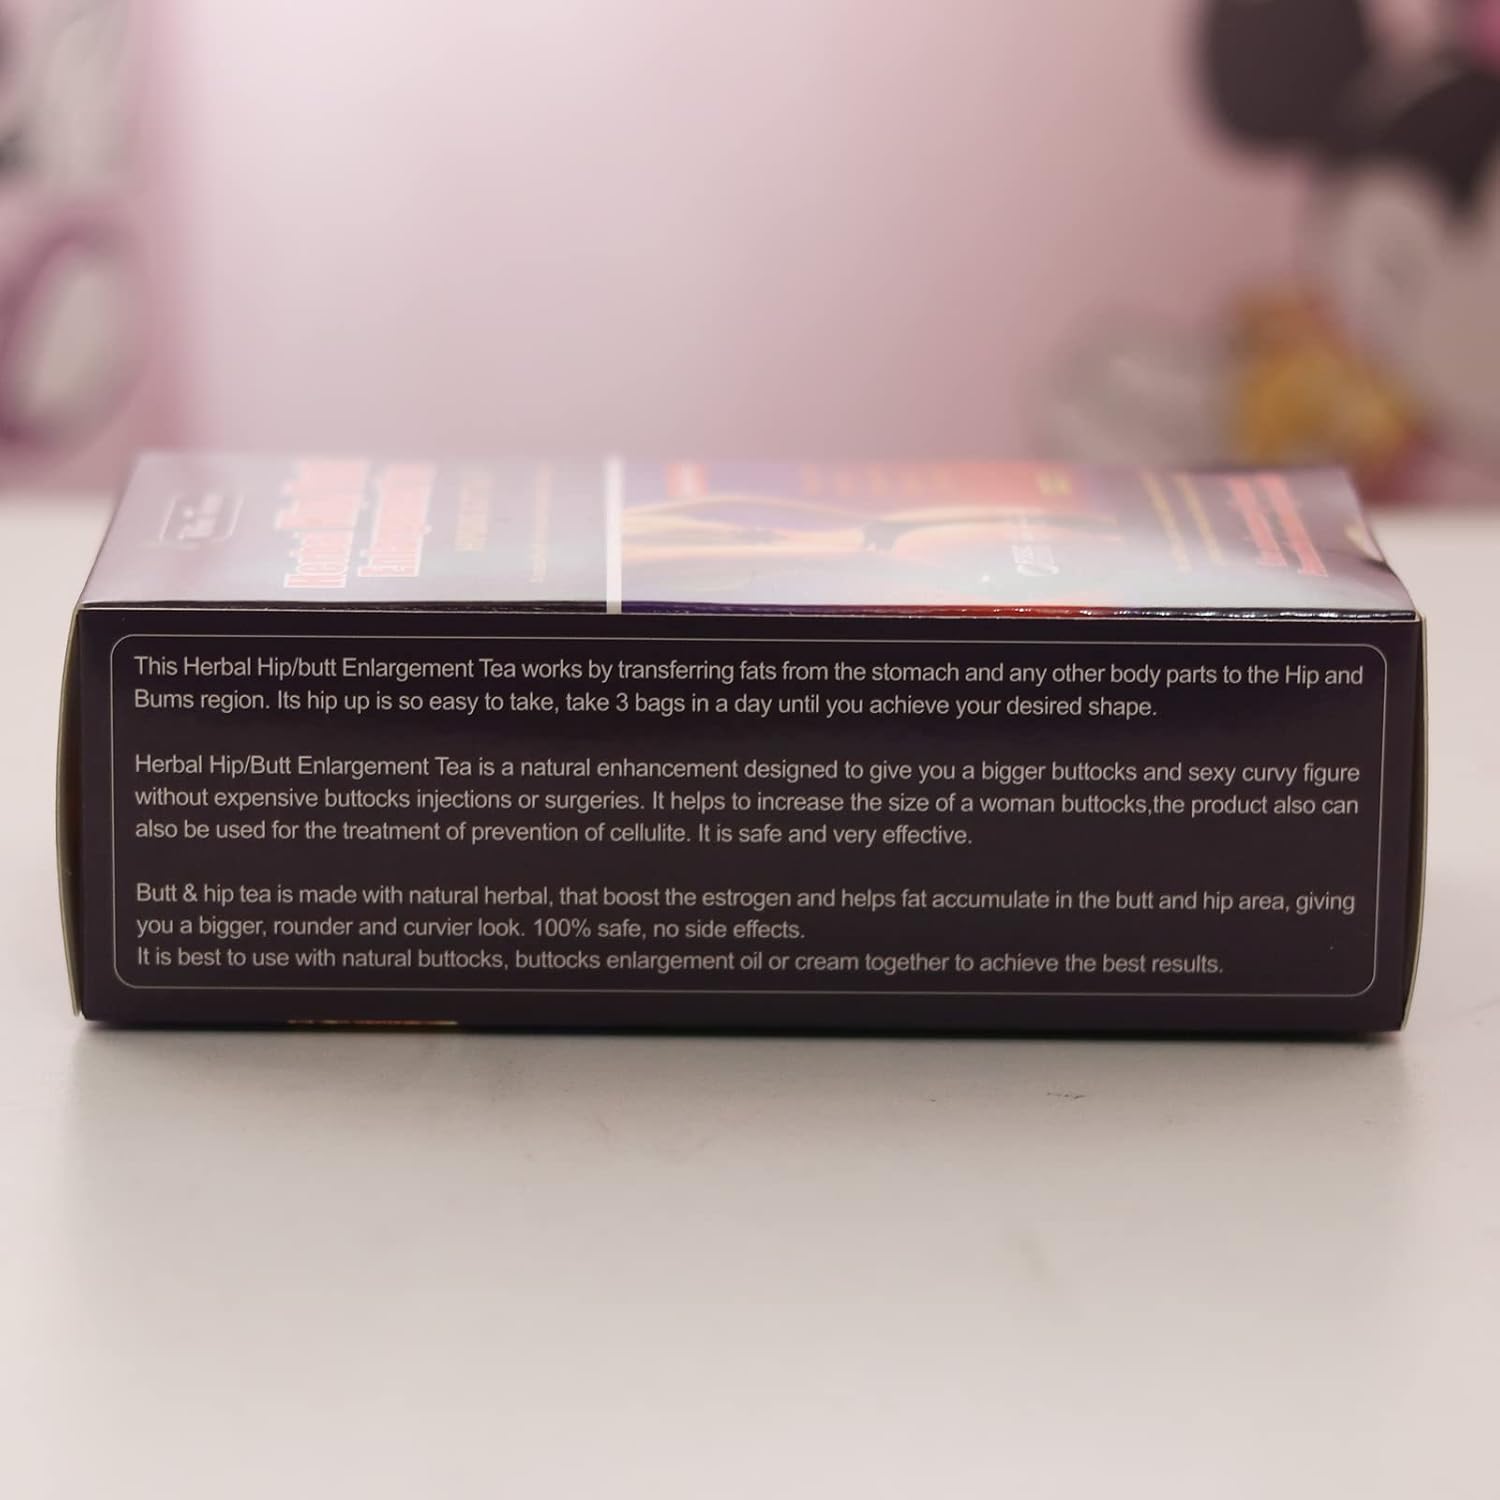 Herbal Hip/Butt
Enlargement Tea
This Herbal Hip/butt Enlargement Tea works by transferring fats from the stomach and any other body parts to the Hip and
Bums region. Its hip up is so easy to take, take 3 bags in a day until you achieve your desired shape.
Herbal Hip/Butt Enlargement Tea is a natural enhancement designed to give you a bigger buttocks and sexy curvy figure
without expensive buttocks injections or surgeries. It helps to increase the size of a woman buttocks,the product also can
also be used for the treatment of prevention of cellulite. It is safe and very effective.
Butt & hip tea is made with natural herbal, that boost the estrogen and helps fat accumulate in the butt and hip area, giving
you a bigger, rounder and curvier look. 100% safe, no side effects.
It is best to use with natural buttocks, buttocks enlargement oil or cream together to achieve the best results.